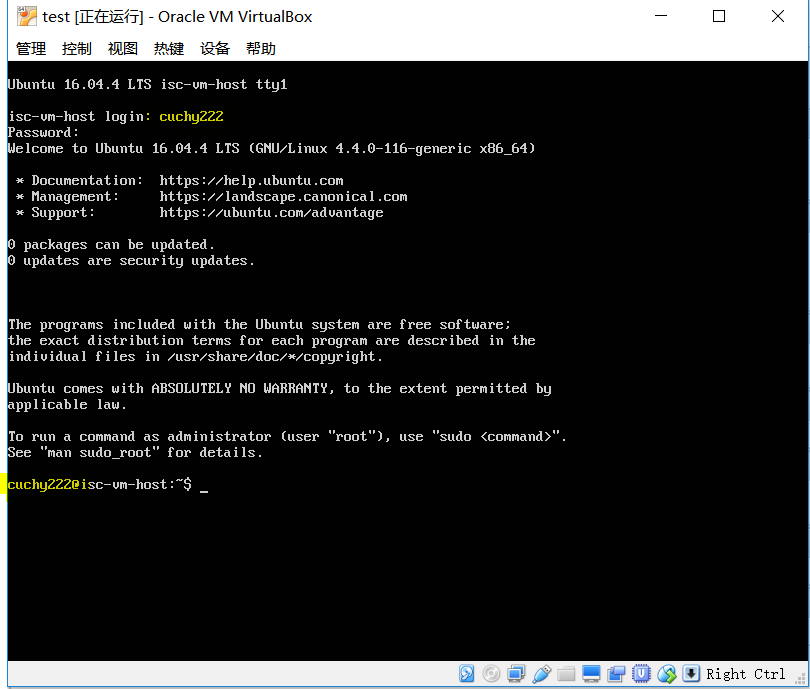 test [正在运行] - Oracle VM VirtualBox
管理 控制 视图 热键 设备 帮助
Ubuntu 16.04.4 LTS isc-vm-host tty1
isc-vm-host login: cuchy222
Password:
Welcome to Ubuntu 16.04.4 LTS (GNU/Linux 4.4.0-116-generic x86_64)
* Documentation:  https://help.ubuntu.com
* Management:     https://landscape.canonical.com
* Support:        https://ubuntu.com/advantage
0 packages can be updated.
0 updates are security updates.
The programs included with the Ubuntu system are free software;
the exact distribution terms for each program are described in the
individual files in /usr/share/doc/*/copyright.
Ubuntu comes with ABSOLUTELY NO WARRANTY, to the extent permitted by
applicable law.
To run a command as administrator (user "root"), use "sudo <command>".
See "man sudo_root" for details.
cuchy222@isc-vm-host:~$ _
Right Ctrl